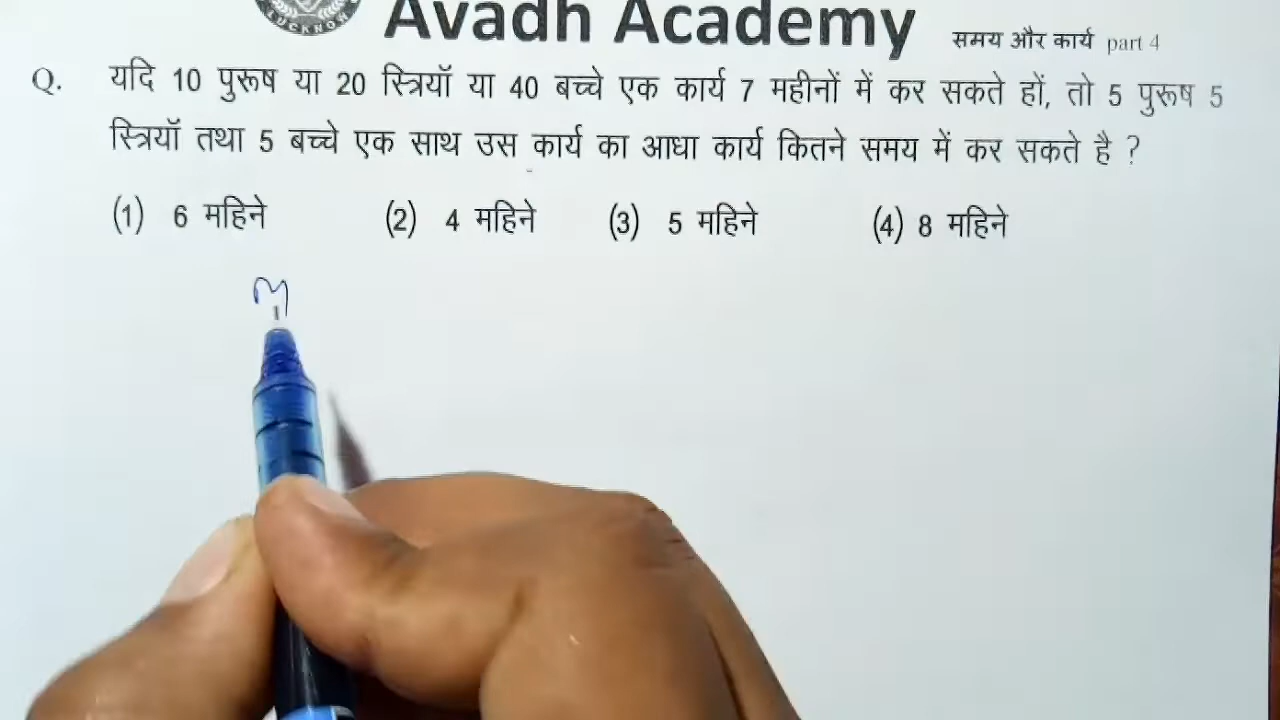 LUCKNOW
Avadh Academy
समय और कार्य part 4
Q. यदि 10 पुरूष या 20 स्त्रियॉ या 40 बच्चे एक कार्य 7 महीनों में कर सकते हों, तो 5 पुरूष 5
स्त्रियॉ तथा 5 बच्चे एक साथ उस कार्य का आधा कार्य कितने समय में कर सकते है ?
(1) 6 महिने (2) 4 महिने (3) 5 महिने (4) 8 महिने
M